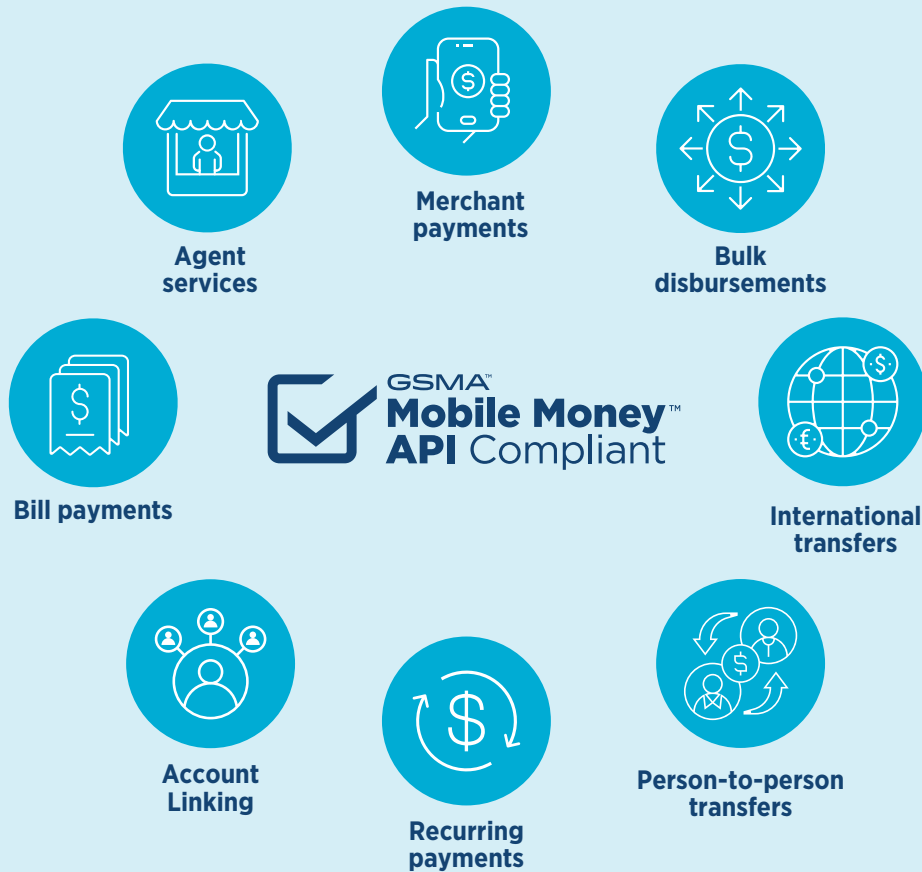 Merchant
payments
Agent
services
Bulk
disbursements
GSMA™
Mobile Money™
API Compliant
Bill payments
International
transfers
Account
Linking
Person-to-person
transfers
Recurring
payments